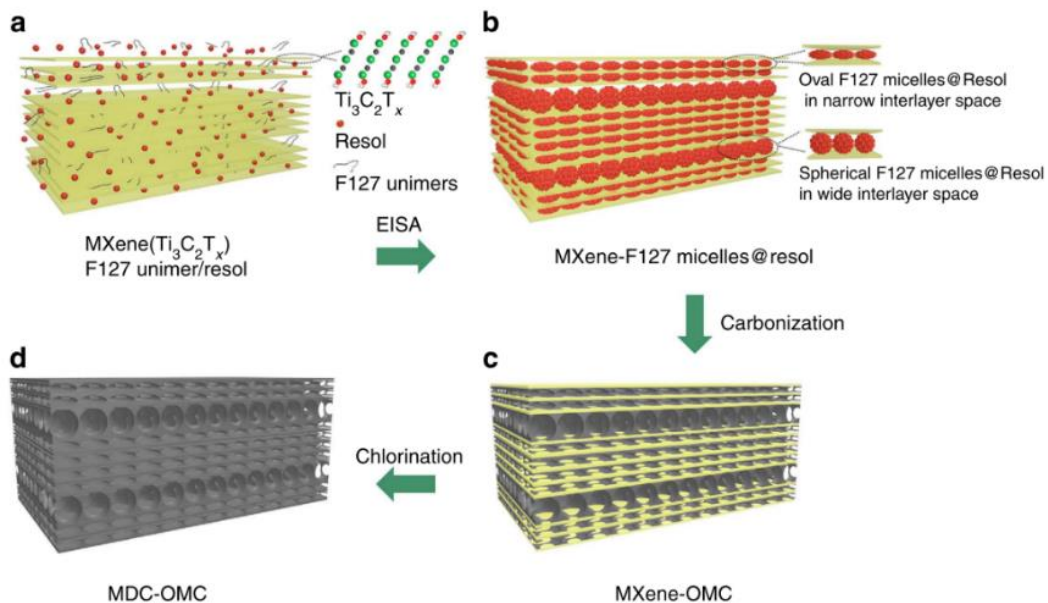 a
Ti₃C₂Tₓ
Resol
F127 unimers
MXene(Ti₃C₂Tₓ)
F127 unimer/resol
EISA
b
Oval F127 micelles@Resol
in narrow interlayer space
Spherical F127 micelles@Resol
in wide interlayer space
MXene-F127 micelles@resol
Carbonization
d
MDC-OMC
Chlorination
c
MXene-OMC